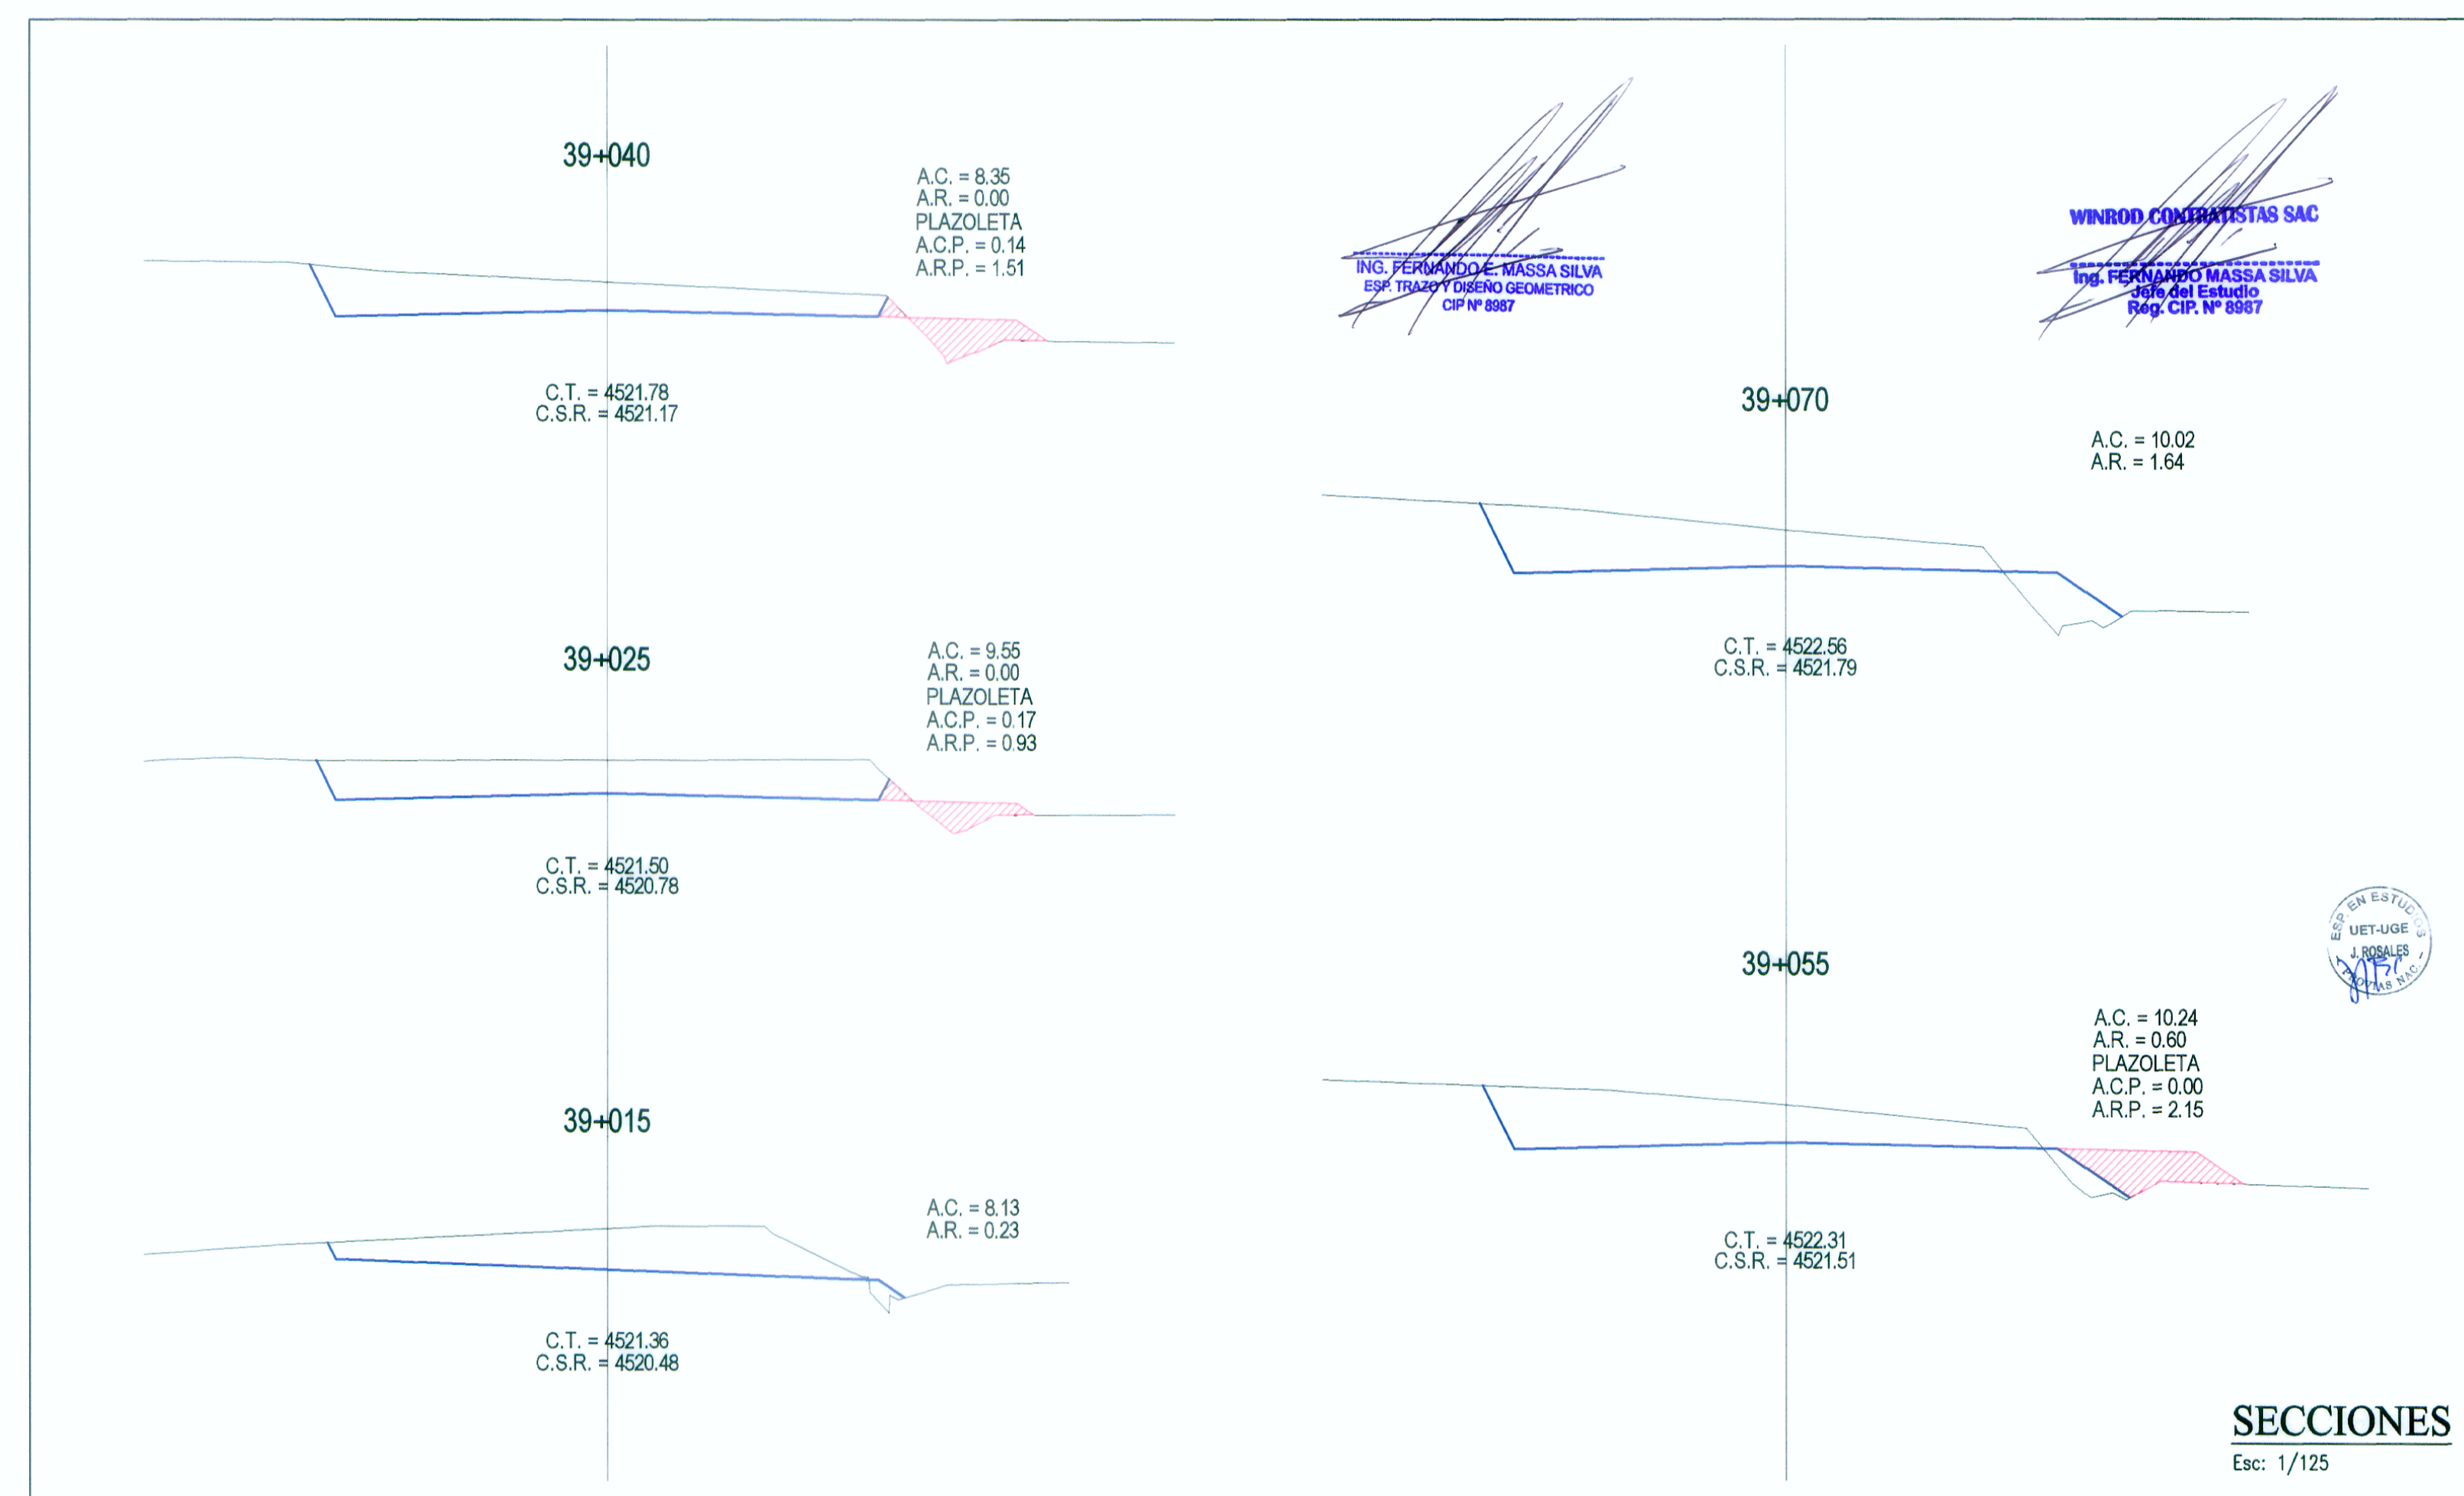 39+040
A.C. = 8.35
A.R. = 0.00
PLAZOLETA
A.C.P. = 0.14
A.R.P. = 1.51
C.T. = 4521.78
C.S.R. = 4521.17
39+025
A.C. = 9.55
A.R. = 0.00
PLAZOLETA
A.C.P. = 0.17
A.R.P. = 0.93
C.T. = 4521.50
C.S.R. = 4520.78
39+015
A.C. = 8.13
A.R. = 0.23
C.T. = 4521.36
C.S.R. = 4520.48
ING. FERNANDO E. MASSA SILVA
ESP. TRAZO Y DISEÑO GEOMETRICO
CIP Nº 8987
WINROD CONTRATISTAS SAC
Ing. FERNANDO MASSA SILVA
Jefe del Estudio
Reg. CIP. Nº 8987
39+070
A.C. = 10.02
A.R. = 1.64
C.T. = 4522.56
C.S.R. = 4521.79
39+055
A.C. = 10.24
A.R. = 0.60
PLAZOLETA
A.C.P. = 0.00
A.R.P. = 2.15
C.T. = 4522.31
C.S.R. = 4521.51
ESP. EN ESTUDIOS
UET-UGE
J. ROSALES
PROVIAS NAC.
SECCIONES
Esc: 1/125